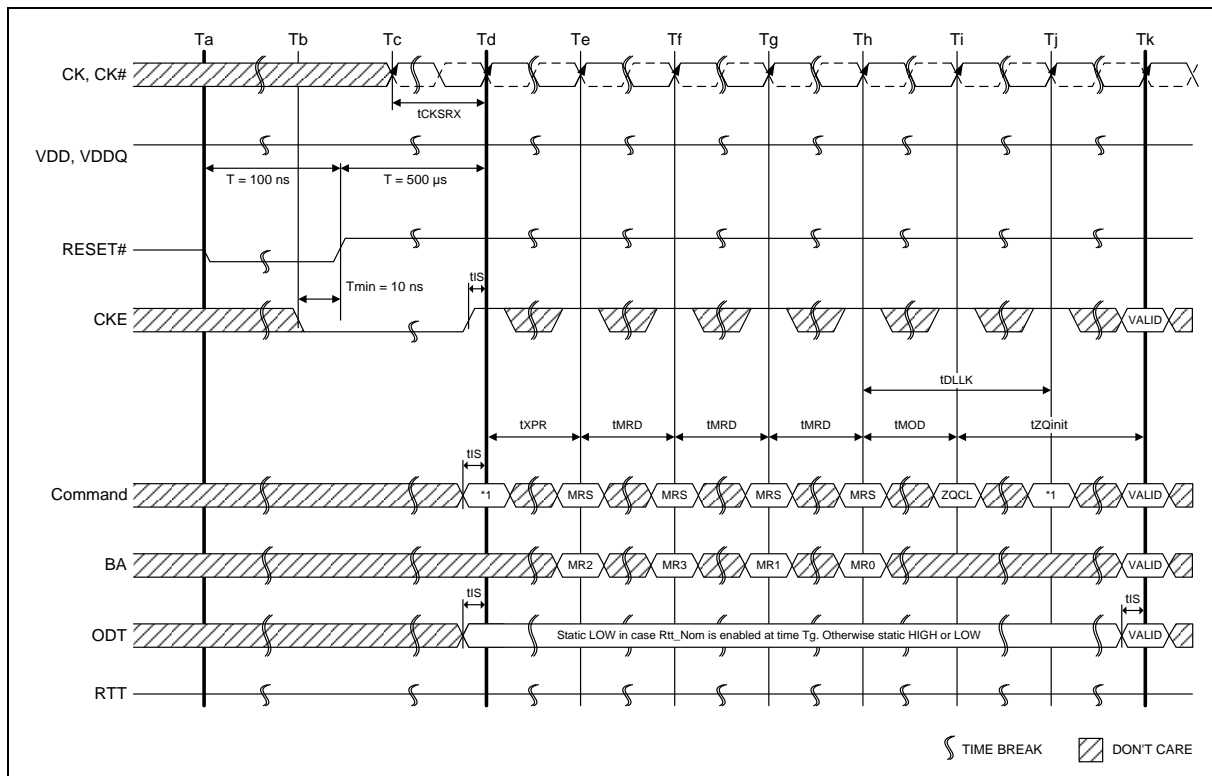 Ta Tb Tc Td Te Tf Tg Th Ti Tj Tk
CK, CK#
tCKSRX
VDD, VDDQ
T = 100 ns T = 500 µs
RESET#
Tmin = 10 ns tIS
CKE VALID
tDLLK
tXPR tMRD tMRD tMRD tMOD tZQinit
tIS
Command *1 MRS MRS MRS MRS ZQCL *1 VALID
BA MR2 MR3 MR1 MR0 VALID
tIS tIS
ODT Static LOW in case Rtt_Nom is enabled at time Tg. Otherwise static HIGH or LOW VALID
RTT
TIME BREAK DON'T CARE